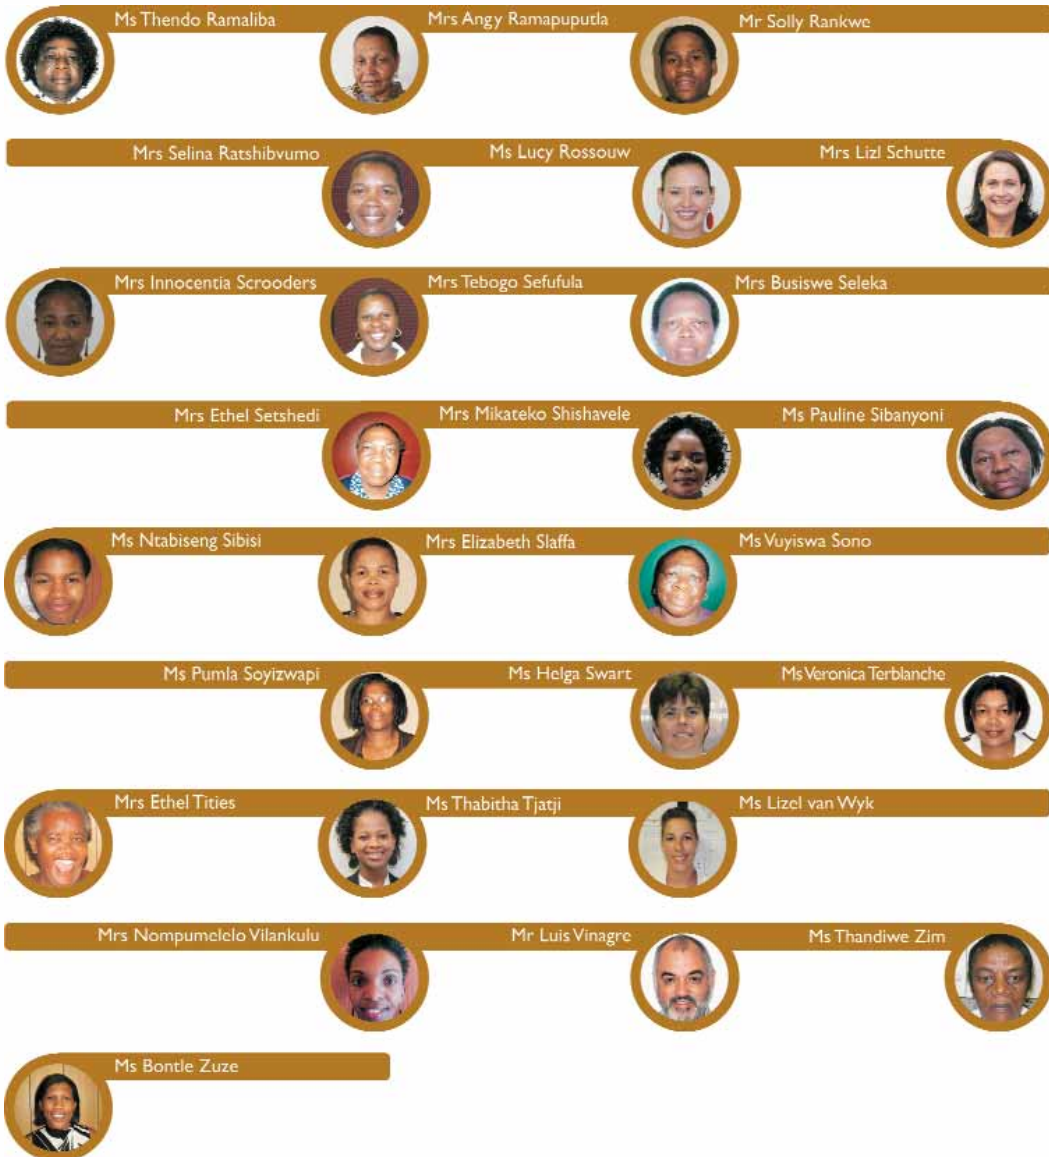 Ms Thendo Ramaliba
Mrs Angy Ramapuputla
Mr Solly Rankwe
Mrs Selina Ratshibvumo
Ms Lucy Rossouw
Mrs Lizl Schutte
Mrs Innocentia Scrooders
Mrs Tebogo Sefufula
Mrs Busiswe Seleka
Mrs Ethel Setshedi
Mrs Mikateko Shishavele
Ms Pauline Sibanyoni
Ms Ntabiseng Sibisi
Mrs Elizabeth Slaffa
Ms Vuyiswa Sono
Ms Pumla Soyizwapi
Ms Helga Swart
Ms Veronica Terblanche
Mrs Ethel Tities
Ms Thabitha Tjatji
Ms Lizel van Wyk
Mrs Nompumelelo Vilankulu
Mr Luis Vinagre
Ms Thandiwe Zim
Ms Bontle Zuze